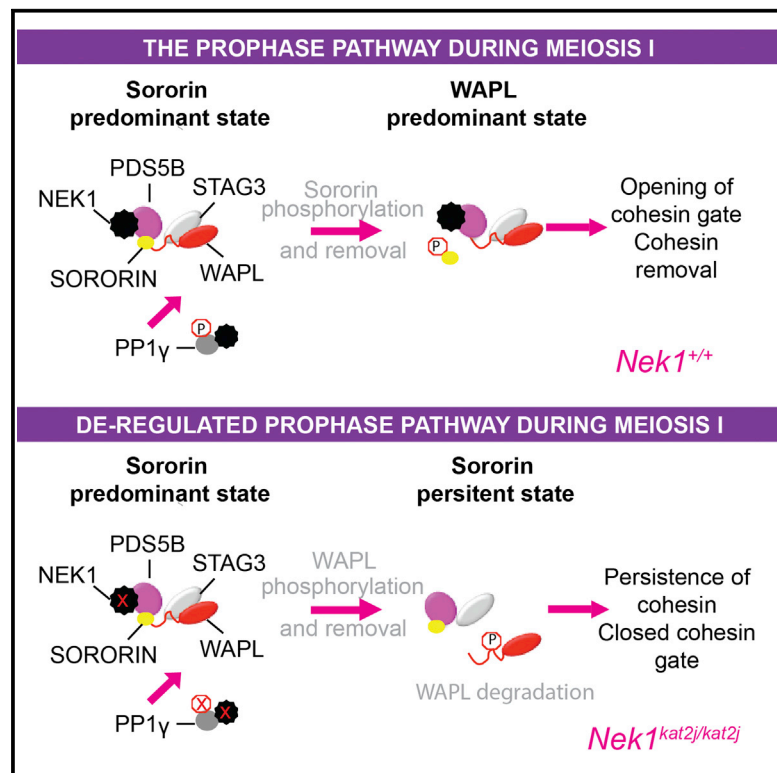 THE PROPHASE PATHWAY DURING MEIOSIS I
Sororin
predominant state
WAPL
predominant state
PDS5B
NEK1
STAG3
SORORIN
WAPL
P
PP1γ
Sororin
phosphorylation
and removal
P
Opening of
cohesin gate
Cohesin
removal
Nek1+/+
DE-REGULATED PROPHASE PATHWAY DURING MEIOSIS I
Sororin
predominant state
Sororin
persitent state
PDS5B
NEK1
STAG3
X
SORORIN
WAPL
X
X
PP1γ
WAPL
phosphorylation
and removal
P
WAPL degradation
Persistence of
cohesin
Closed cohesin
gate
Nek1kat2j/kat2j